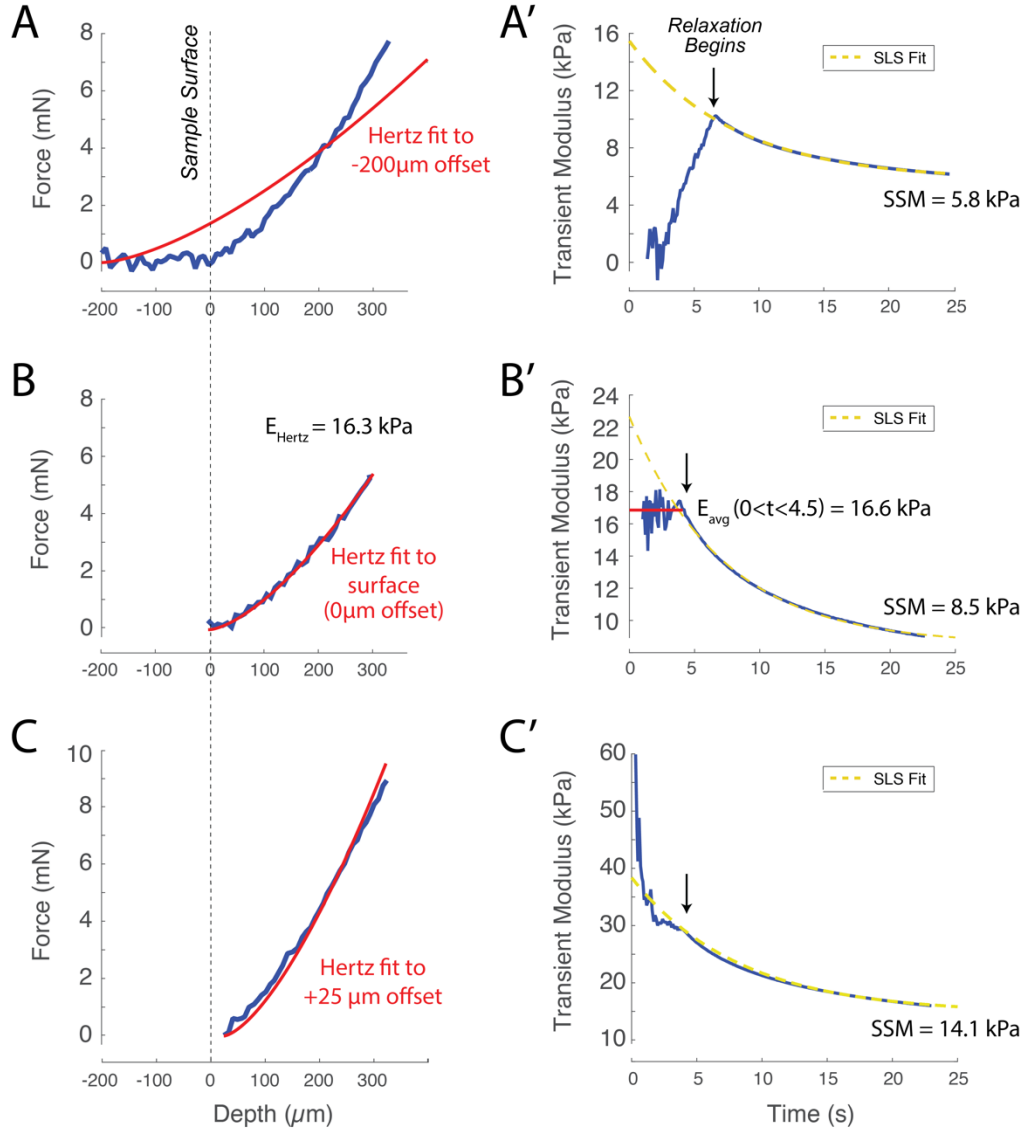 A
Force (mN)
8
6
4
2
0
-200 -100 0 100 200 300
Sample Surface
Hertz fit to
-200µm offset
A′
Transient Modulus (kPa)
16
14
12
10
8
6
4
2
0
0 5 10 15 20 25
Relaxation
Begins
SLS Fit
SSM = 5.8 kPa
B
Force (mN)
8
6
4
2
0
-200 -100 0 100 200 300
E_Hertz = 16.3 kPa
Hertz fit to
surface
(0µm offset)
B′
Transient Modulus (kPa)
24
22
20
18
16
14
12
10
0 5 10 15 20 25
SLS Fit
E_avg (0<t<4.5) = 16.6 kPa
SSM = 8.5 kPa
C
Force (mN)
10
8
6
4
2
0
-200 -100 0 100 200 300
Hertz fit to
+25 µm offset
Depth (µm)
C′
Transient Modulus (kPa)
60
50
40
30
20
10
0 5 10 15 20 25
SLS Fit
SSM = 14.1 kPa
Time (s)